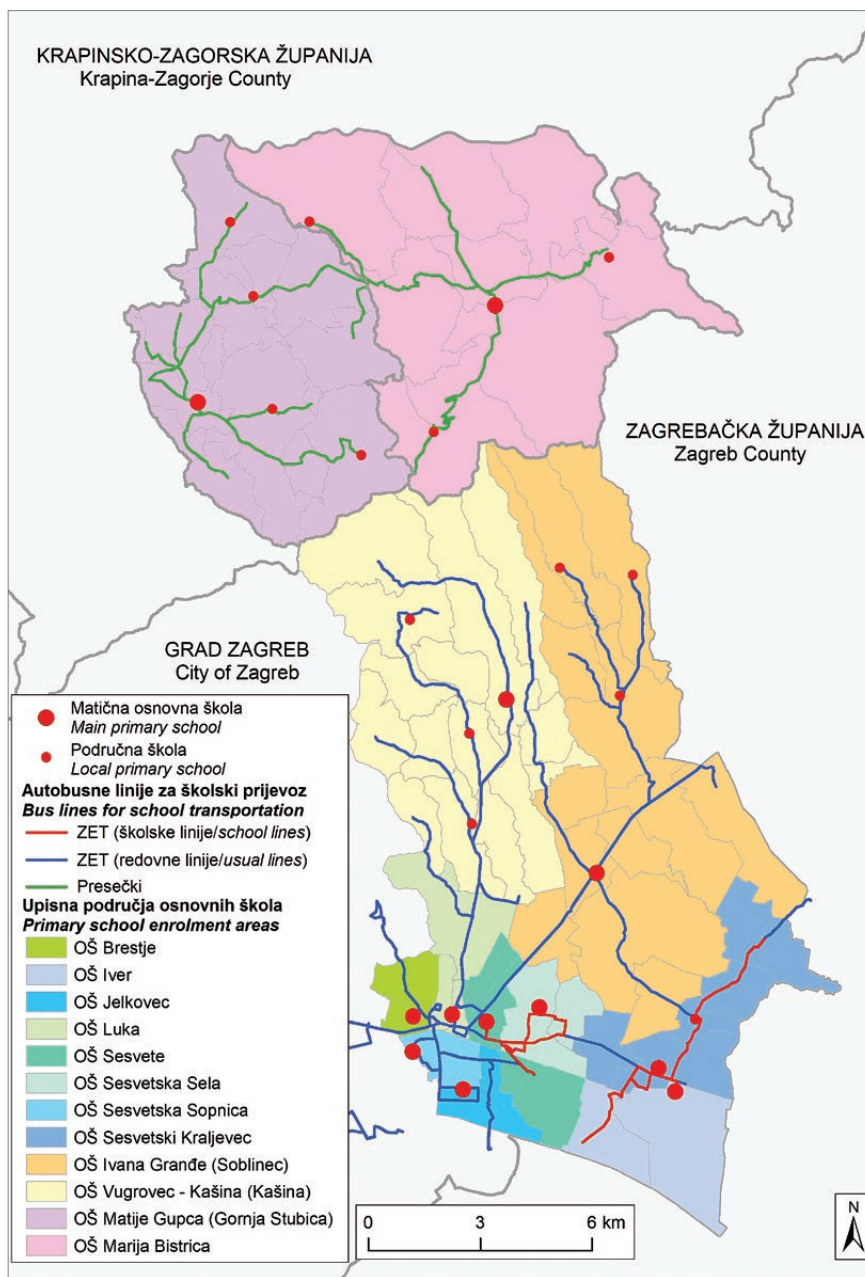 KRAPINSKO-ZAGORSKA ŽUPANIJA
Krapina-Zagorje County
ZAGREBAČKA ŽUPANIJA
Zagreb County
GRAD ZAGREB
City of Zagreb
Matična osnovna škola
Main primary school
Područna škola
Local primary school
Autobusne linije za školski prijevoz
Bus lines for school transportation
ZET (školske linije/school lines)
ZET (redovne linije/usual lines)
Presečki
Upisna područja osnovnih škola
Primary school enrolment areas
OŠ Brestje
OŠ Iver
OŠ Jelkovec
OŠ Luka
OŠ Sesvete
OŠ Sesvetska Sela
OŠ Sesvetska Sopnica
OŠ Sesvetski Kraljevec
OŠ Ivana Granđe (Soblinec)
OŠ Vugrovec - Kašina (Kašina)
OŠ Matije Gupca (Gornja Stubica)
OŠ Marija Bistrica
0 3 6 km
N